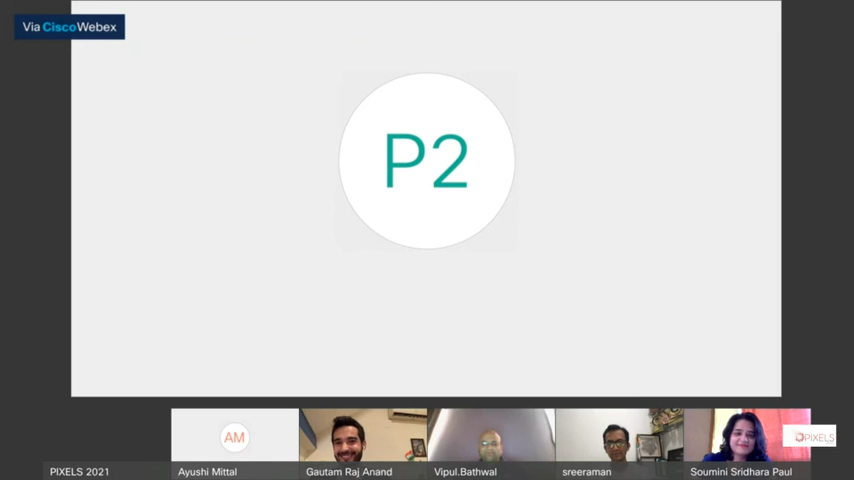 Via CiscoWebex
P2
AM
PIXELS
PIXELS 2021
Ayushi Mittal
Gautam Raj Anand
Vipul.Bathwal
sreeraman
Soumini Sridhara Paul